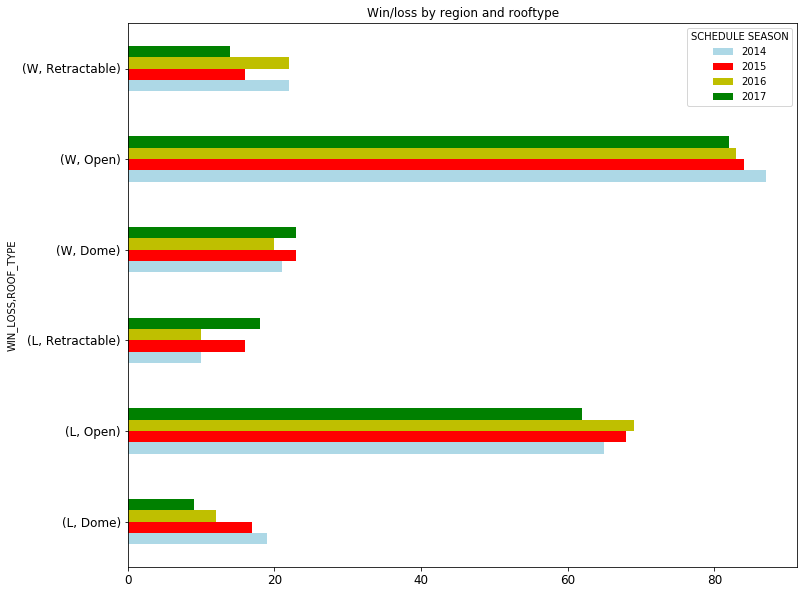 Win/loss by region and rooftype
SCHEDULE SEASON
2014
2015
2016
2017
WIN_LOSS,ROOF_TYPE
(W, Retractable)
(W, Open)
(W, Dome)
(L, Retractable)
(L, Open)
(L, Dome)
0 20 40 60 80